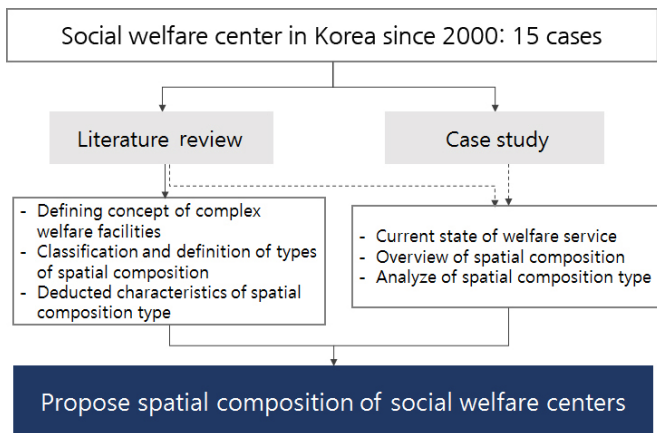 Social welfare center in Korea since 2000: 15 cases
Literature review
Case study
- Defining concept of complex
welfare facilities
- Classification and definition of types
of spatial composition
- Deducted characteristics of spatial
composition type
- Current state of welfare service
- Overview of spatial composition
- Analyze of spatial composition type
Propose spatial composition of social welfare centers